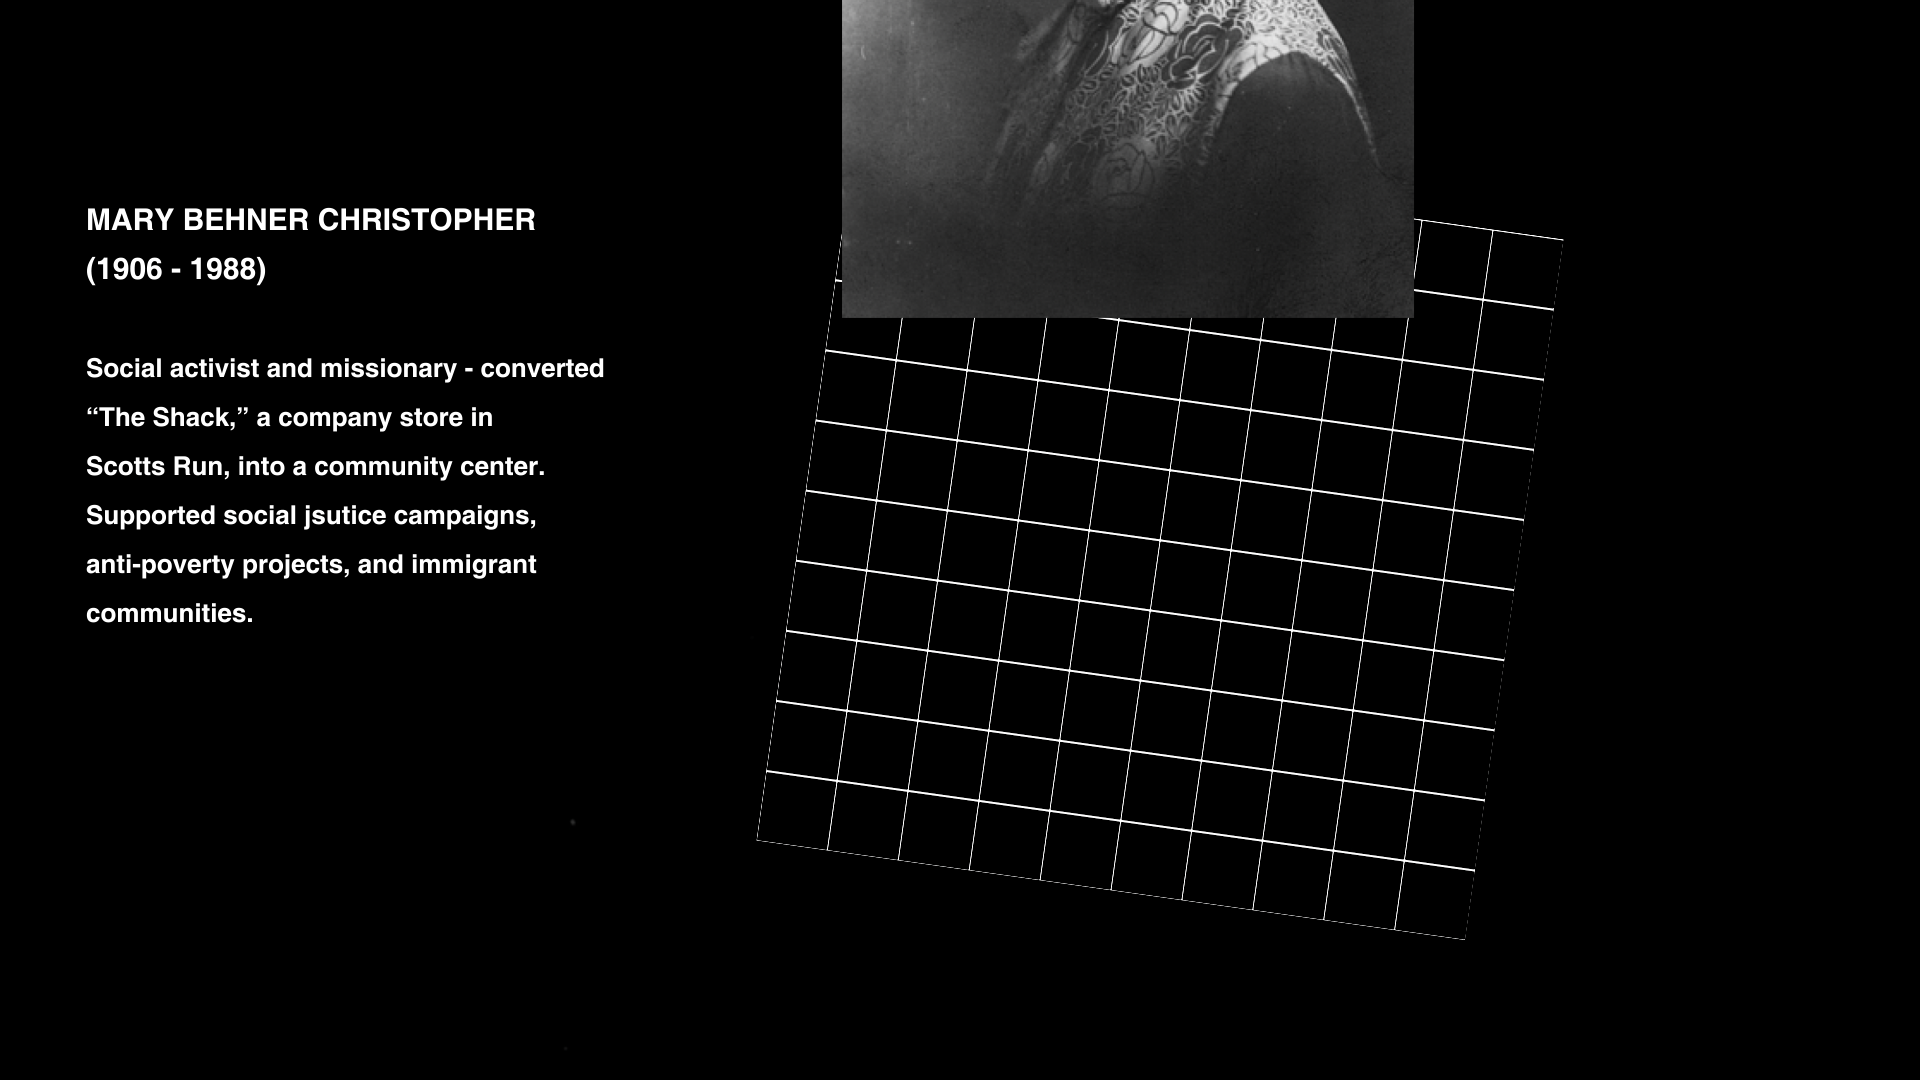 MARY BEHNER CHRISTOPHER
(1906 - 1988)
Social activist and missionary - converted
“The Shack,” a company store in
Scotts Run, into a community center.
Supported social jsutice campaigns,
anti-poverty projects, and immigrant
communities.